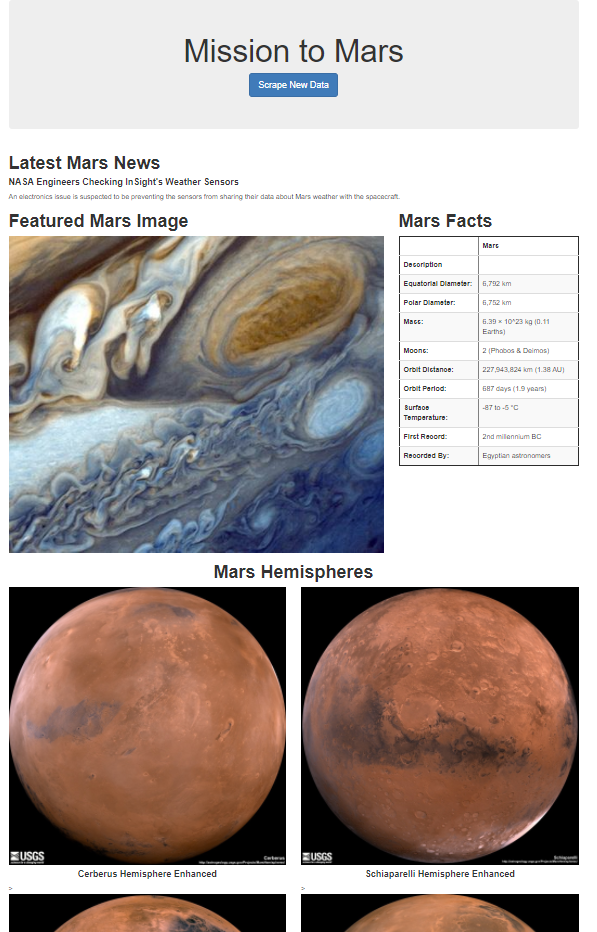 Mission to Mars
Scrape New Data
Latest Mars News
NASA Engineers Checking InSight's Weather Sensors
An electronics issue is suspected to be preventing the sensors from sharing their data about Mars weather with the spacecraft.
Featured Mars Image
Mars Facts
Mars
Description
Equatorial Diameter: 6,792 km
Polar Diameter: 6,752 km
Mass: 6.39 × 10^23 kg (0.11
Earths)
Moons: 2 (Phobos & Deimos)
Orbit Distance: 227,943,824 km (1.38 AU)
Orbit Period: 687 days (1.9 years)
Surface -87 to -5 °C
Temperature:
First Record: 2nd millennium BC
Recorded By: Egyptian astronomers
Mars Hemispheres
USGS
Cerberus
USGS
Schiaparelli
Cerberus Hemisphere Enhanced
Schiaparelli Hemisphere Enhanced
>
>